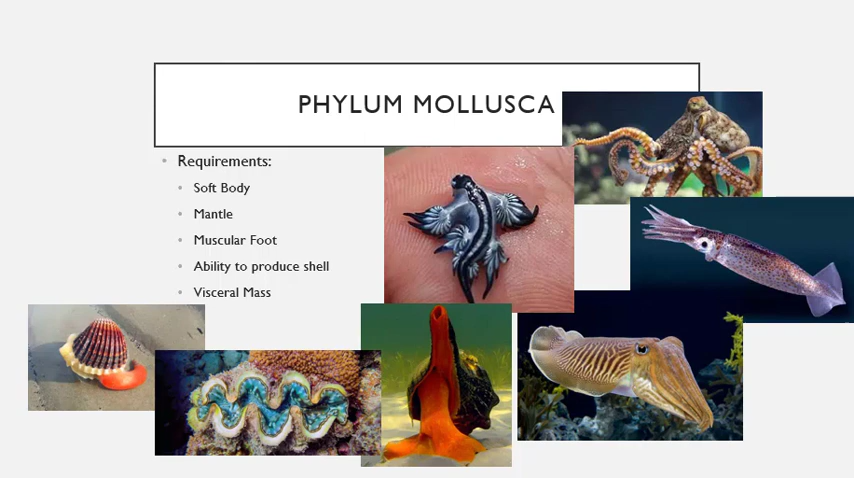 PHYLUM MOLLUSCA
Requirements:
Soft Body
Mantle
Muscular Foot
Ability to produce shell
Visceral Mass